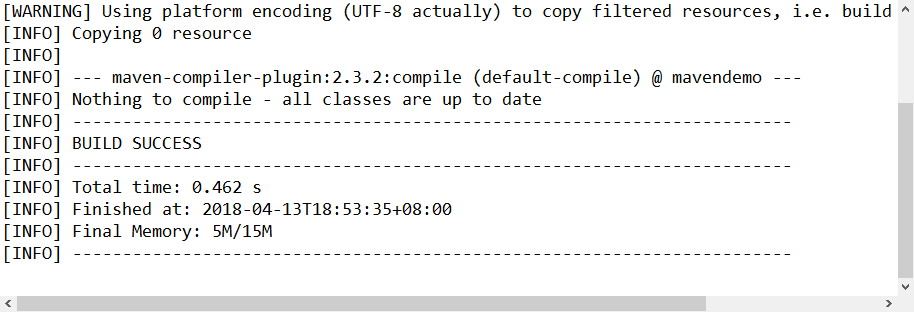 [WARNING] Using platform encoding (UTF-8 actually) to copy filtered resources, i.e. build
[INFO] Copying 0 resource
[INFO]
[INFO] --- maven-compiler-plugin:2.3.2:compile (default-compile) @ mavendemo ---
[INFO] Nothing to compile - all classes are up to date
[INFO] ------------------------------------------------------------------------
[INFO] BUILD SUCCESS
[INFO] ------------------------------------------------------------------------
[INFO] Total time: 0.462 s
[INFO] Finished at: 2018-04-13T18:53:35+08:00
[INFO] Final Memory: 5M/15M
[INFO] ------------------------------------------------------------------------